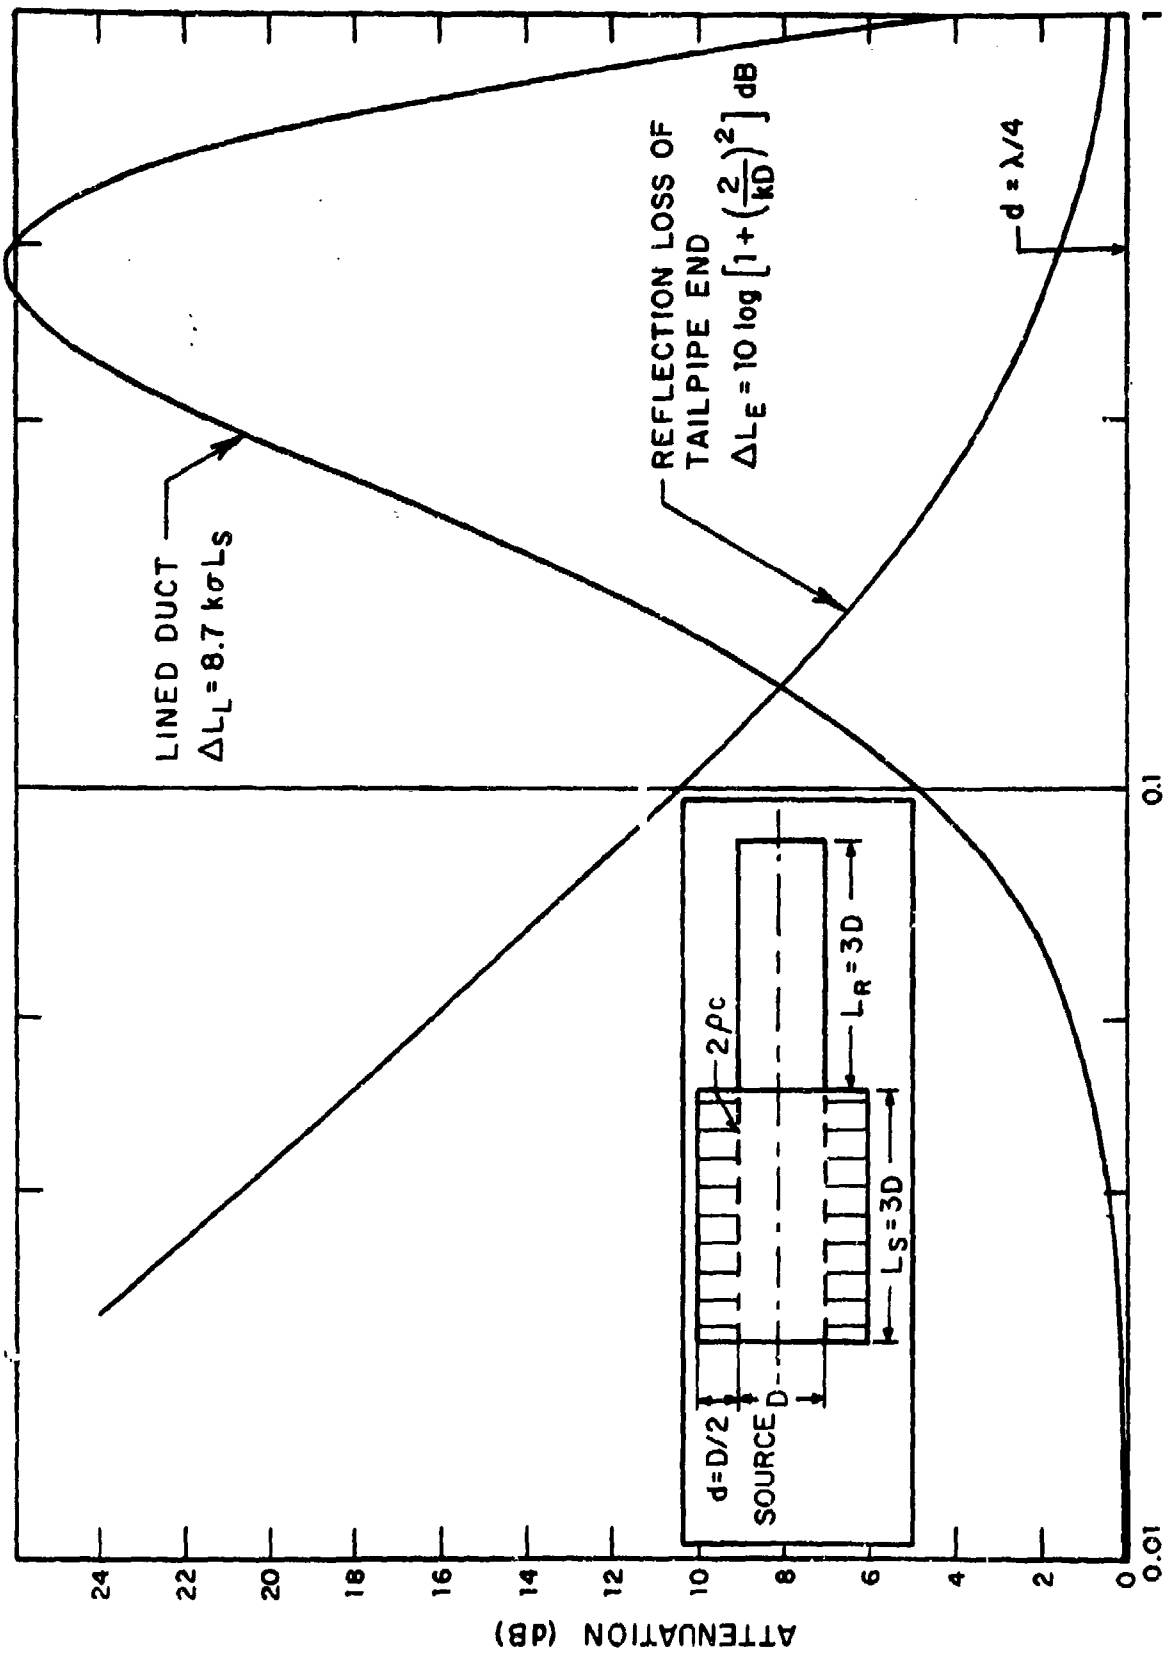 ATTENUATION (dB)
24
22
20
18
16
14
12
10
8
6
4
2
0
0.01
0.1
1
LINED DUCT
ΔL_L = 8.7 kσL_S
REFLECTION LOSS OF
TAILPIPE END
ΔL_E = 10 log [1 + (2/kD)²] dB
d = λ/4
d = D/2
SOURCE D
2ρc
L_S = 3D
L_R = 3D